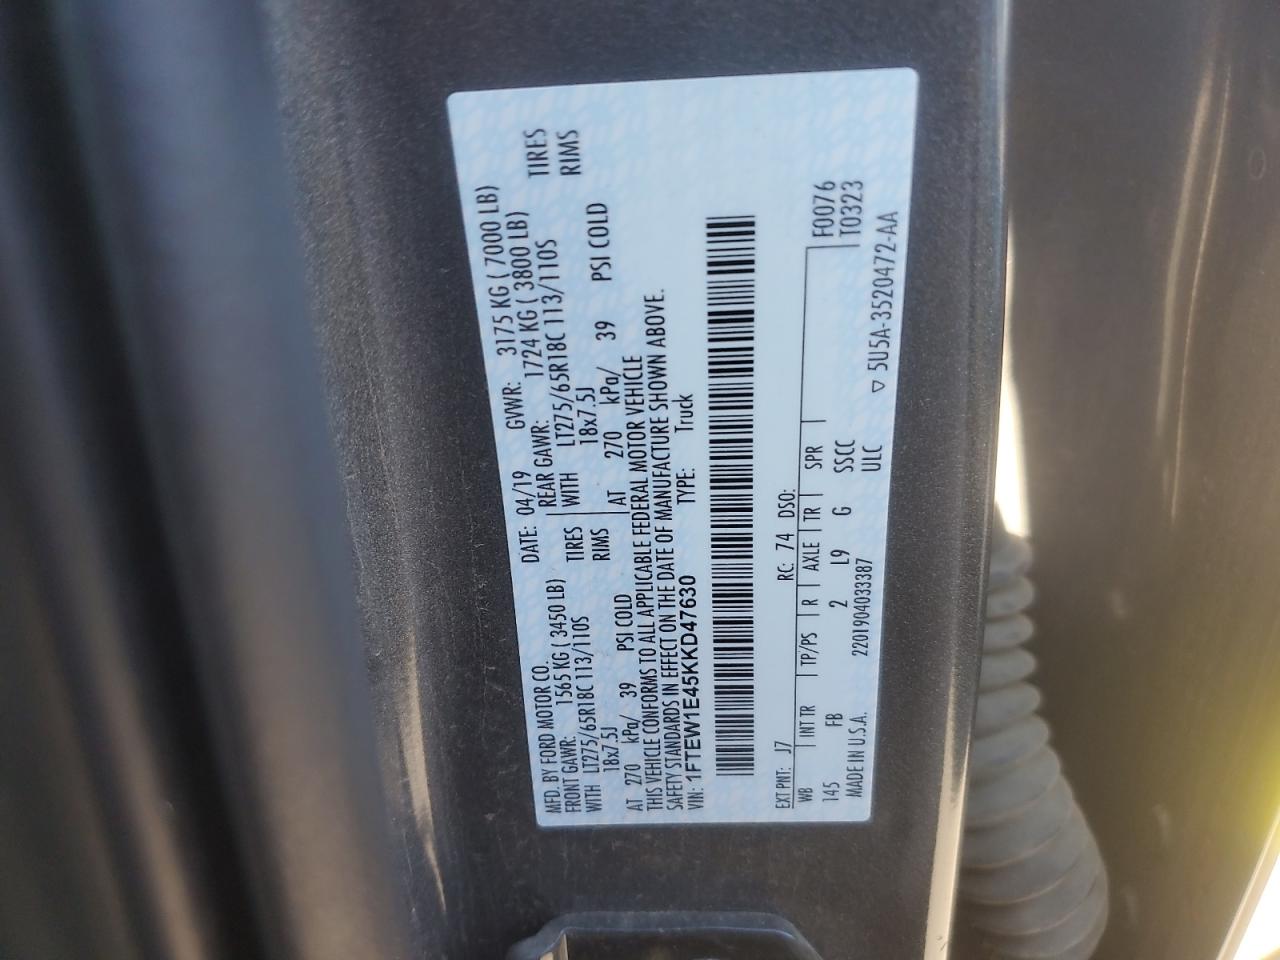 MFD. BY FORD MOTOR CO. DATE: 04/19 GVWR: 3175 KG ( 7000 LB)
FRONT GAWR: 1565 KG ( 3450 LB) REAR GAWR: 1724 KG ( 3800 LB)
WITH LT275/65R18C 113/110S TIRES WITH LT275/65R18C 113/110S TIRES
18x7.5J RIMS 18x7.5J RIMS
AT 270 kPa/ 39 PSI COLD AT 270 kPa/ 39 PSI COLD
THIS VEHICLE CONFORMS TO ALL APPLICABLE FEDERAL MOTOR VEHICLE
SAFETY STANDARDS IN EFFECT ON THE DATE OF MANUFACTURE SHOWN ABOVE.
VIN: 1FTEW1E45KKD47630 TYPE: Truck
EXT PNT: J7 RC: 74 DSO: F0076
WB INT TR TP/PS R AXLE TR SPR T0323
145 FB 2 L9 G SSCC
MADE IN U.S.A. 220190403387 ULC ▽ 5U5A-3520472-AA